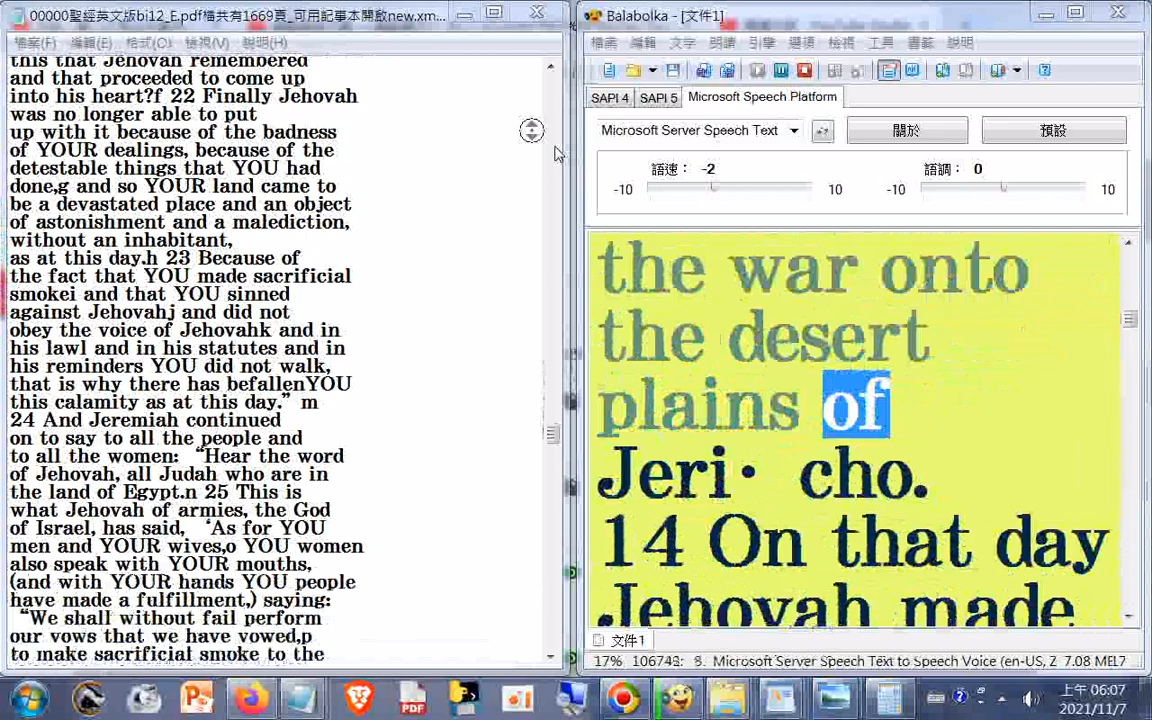 00000聖經英文版bi12_E.pdf檔共有1669頁_可用記事本開啟new.xm...
檔案(F) 編輯(E) 格式(O) 檢視(V) 說明(H)
this that Jehovah remembered
and that proceeded to come up
into his heart?f 22 Finally Jehovah
was no longer able to put
up with it because of the badness
of YOUR dealings, because of the
detestable things that YOU had
done,g and so YOUR land came to
be a devastated place and an object
of astonishment and a malediction,
without an inhabitant,
as at this day.h 23 Because of
the fact that YOU made sacrificial
smokei and that YOU sinned
against Jehovahj and did not
obey the voice of Jehovahk and in
his lawl and in his statutes and in
his reminders YOU did not walk,
that is why there has befallenYOU
this calamity as at this day.” m
24 And Jeremiah continued
on to say to all the people and
to all the women: “Hear the word
of Jehovah, all Judah who are in
the land of Egypt.n 25 This is
what Jehovah of armies, the God
of Israel, has said, ‘As for YOU
men and YOUR wives,o YOU women
also speak with YOUR mouths,
(and with YOUR hands YOU people
have made a fulfillment,) saying:
“We shall without fail perform
our vows that we have vowed,p
to make sacrificial smoke to the
Balabolka - [文件1]
檔案 編輯 文字 朗讀 引擎 選項 檢視 工具 書籤 說明
SAPI 4 SAPI 5 Microsoft Speech Platform
Microsoft Server Speech Text 關於 預設
語速: -2 語調: 0
-10 10 -10 10
the war onto
the desert
plains of
Jeri· cho.
14 On that day
Jehovah made
文件1
17% Microsoft Server Speech Text to Speech Voice (en-US, Z 7.08 MEL7
上午 06:07
2021/11/7